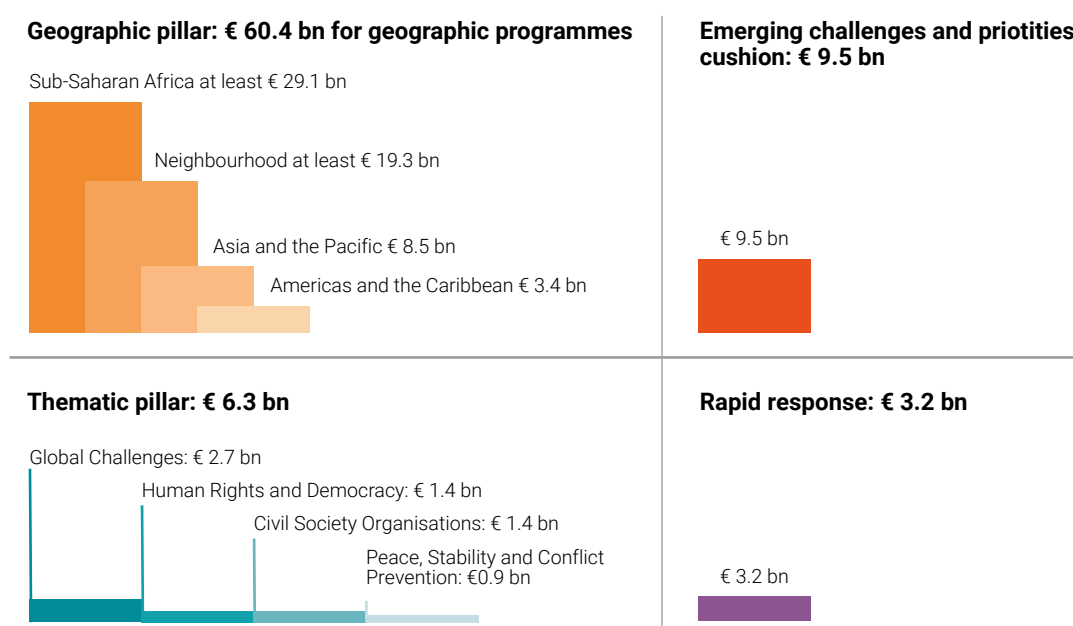 Geographic pillar: € 60.4 bn for geographic programmes
Sub-Saharan Africa at least € 29.1 bn
Neighbourhood at least € 19.3 bn
Asia and the Pacific € 8.5 bn
Americas and the Caribbean € 3.4 bn
Emerging challenges and priotities
cushion: € 9.5 bn
€ 9.5 bn
Thematic pillar: € 6.3 bn
Global Challenges: € 2.7 bn
Human Rights and Democracy: € 1.4 bn
Civil Society Organisations: € 1.4 bn
Peace, Stability and Conflict
Prevention: €0.9 bn
Rapid response: € 3.2 bn
€ 3.2 bn